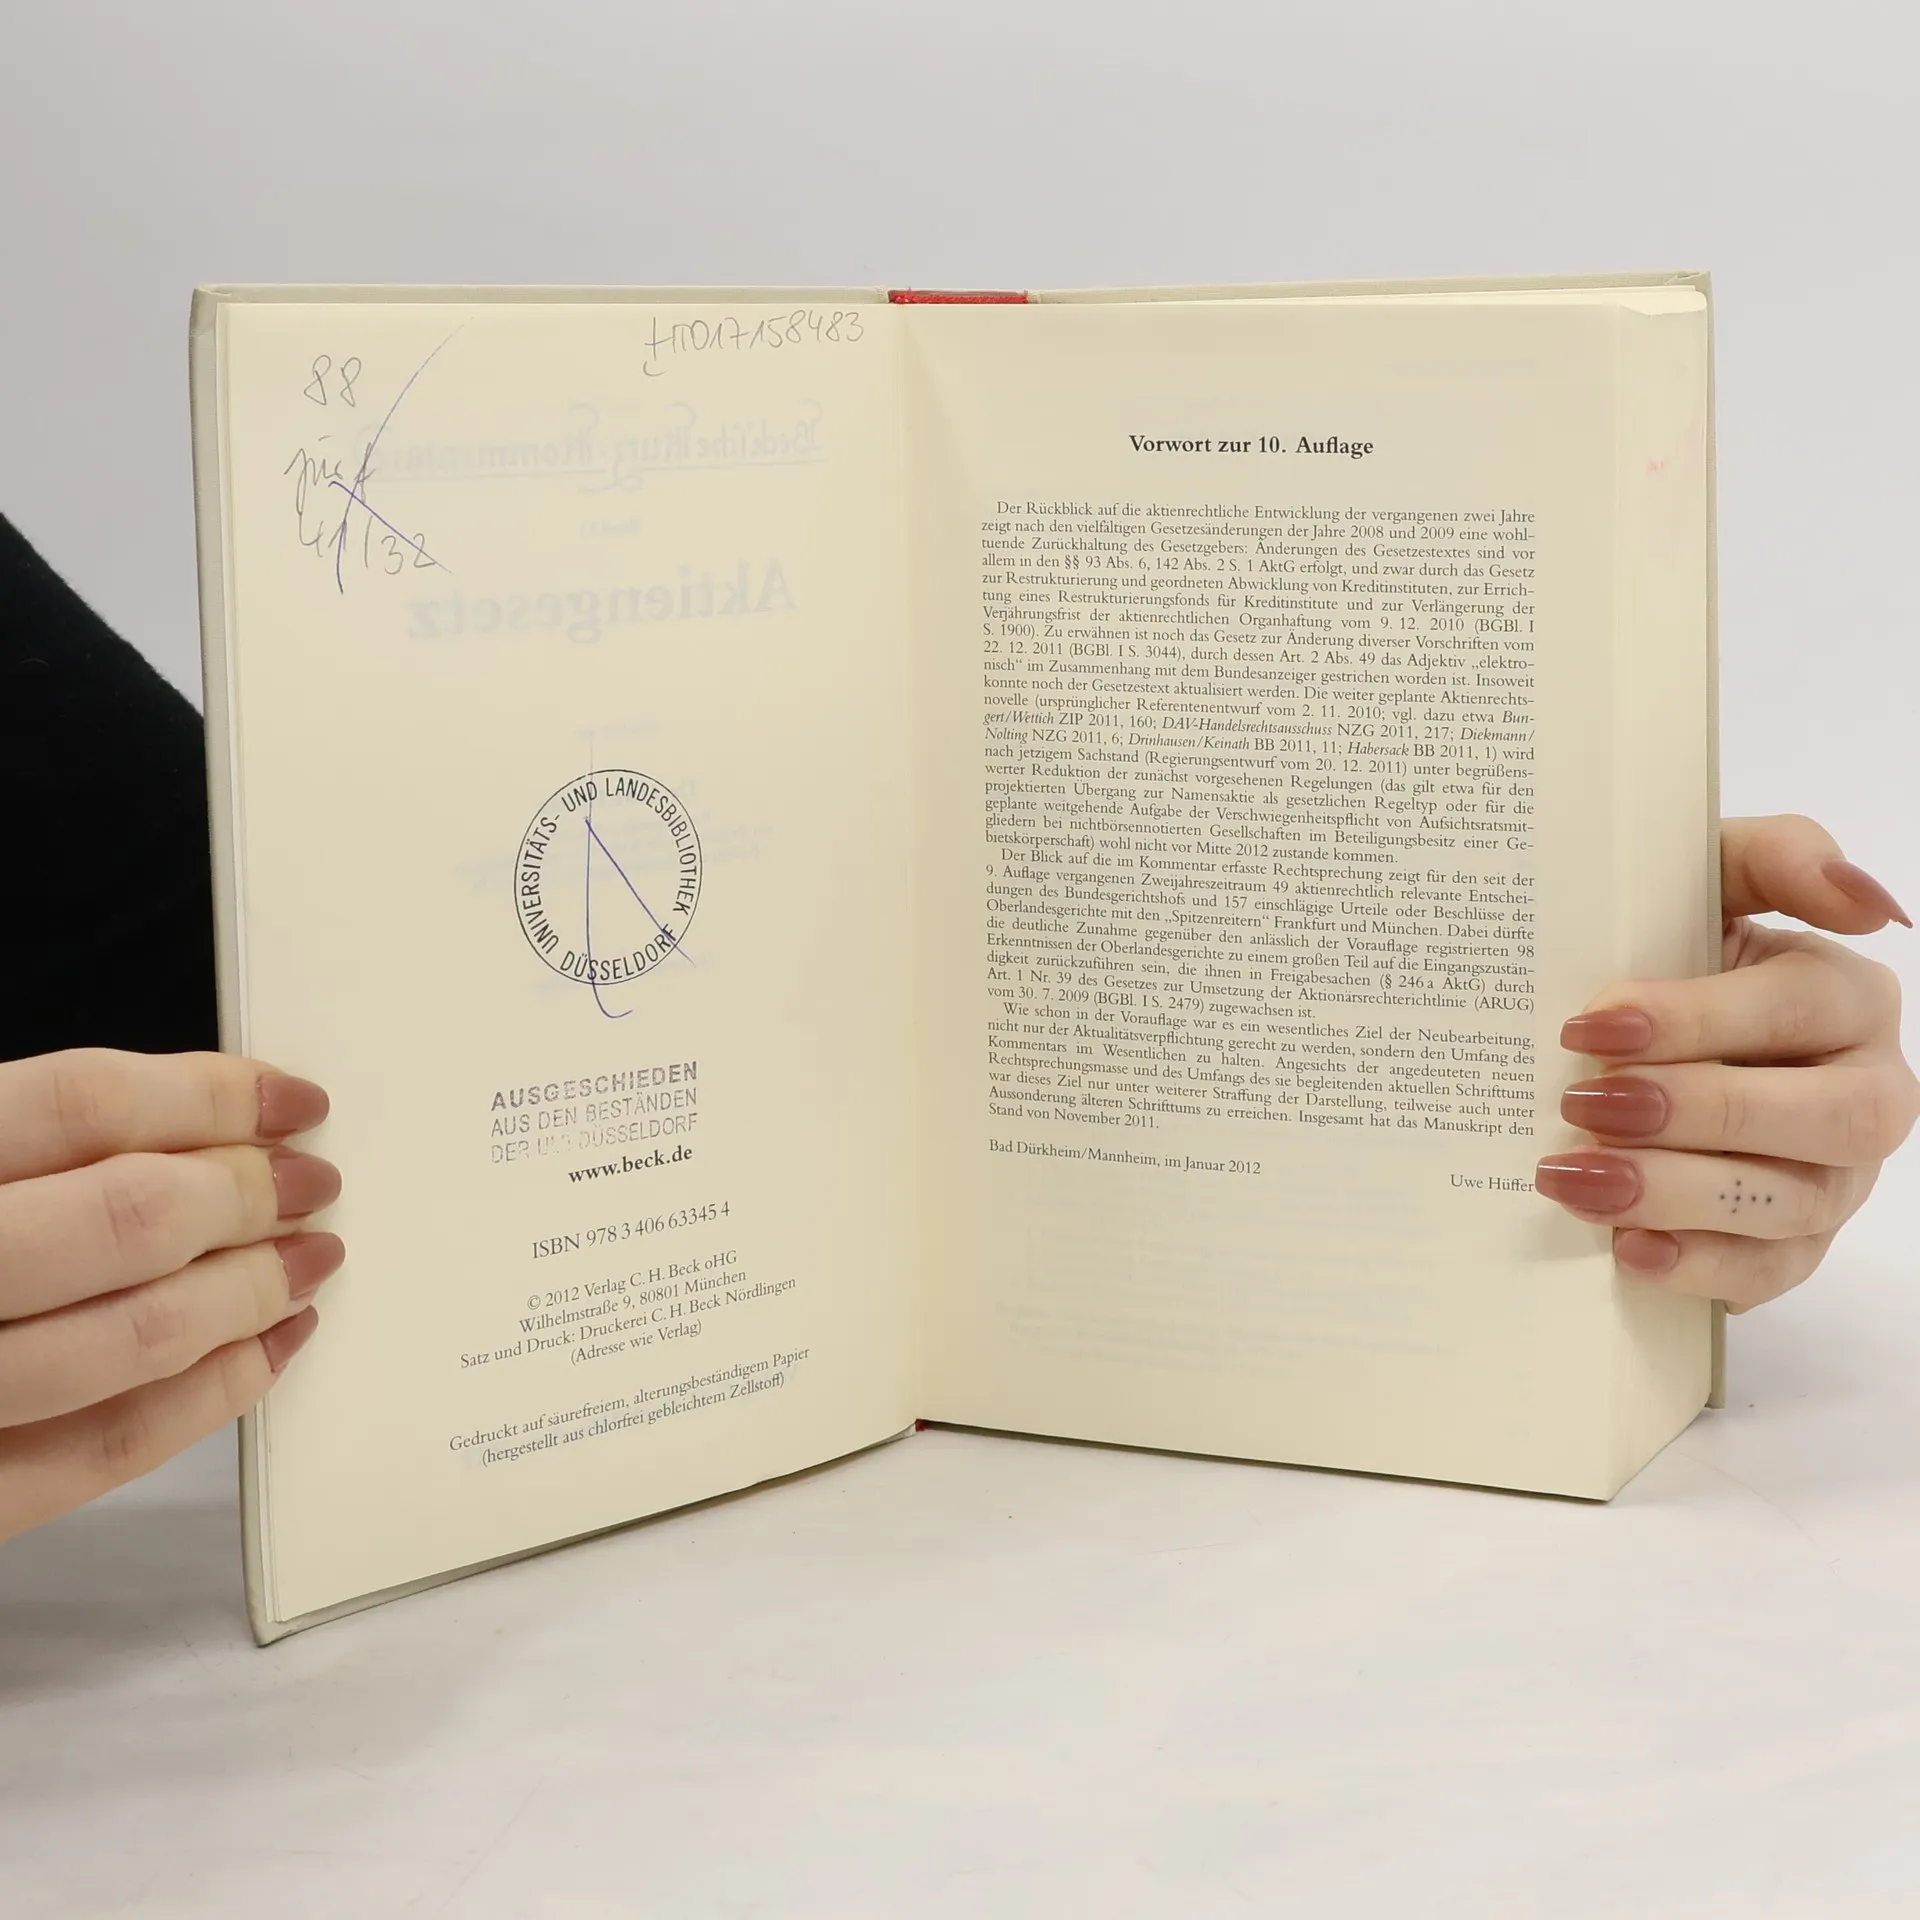 HT017158483
88
jur f
41/32
UNIVERSITÄTS- UND LANDESBIBLIOTHEK
DÜSSELDORF
AUSGESCHIEDEN
AUS DEN BESTÄNDEN
DER ULB DÜSSELDORF
www.beck.de
ISBN 978 3 406 63345 4
© 2012 Verlag C. H. Beck oHG
Wilhelmstraße 9, 80801 München
Satz und Druck: Druckerei C. H. Beck Nördlingen
(Adresse wie Verlag)
Gedruckt auf säurefreiem, alterungsbeständigem Papier
(hergestellt aus chlorfrei gebleichtem Zellstoff)
Vorwort zur 10. Auflage
Der Rückblick auf die aktienrechtliche Entwicklung der vergangenen zwei Jahre
zeigt nach den vielfältigen Gesetzesänderungen der Jahre 2008 und 2009 eine wohl-
tuende Zurückhaltung des Gesetzgebers: Änderungen des Gesetzestextes sind vor
allem in den §§ 93 Abs. 6, 142 Abs. 2 S. 1 AktG erfolgt, und zwar durch das Gesetz
zur Restrukturierung und geordneten Abwicklung von Kreditinstituten, zur Errich-
tung eines Restrukturierungsfonds für Kreditinstitute und zur Verlängerung der
Verjährungsfrist der aktienrechtlichen Organhaftung vom 9. 12. 2010 (BGBl. I
S. 1900). Zu erwähnen ist noch das Gesetz zur Änderung diverser Vorschriften vom
22. 12. 2011 (BGBl. I S. 3044), durch dessen Art. 2 Abs. 49 das Adjektiv „elektro-
nisch“ im Zusammenhang mit dem Bundesanzeiger gestrichen worden ist. Insoweit
konnte noch der Gesetzestext aktualisiert werden. Die weiter geplante Aktienrechts-
novelle (ursprünglicher Referentenentwurf vom 2. 11. 2010; vgl. dazu etwa Bun-
gert/Wettich ZIP 2011, 160; DAV-Handelsrechtsausschuss NZG 2011, 217; Diekmann/
Nolting NZG 2011, 6; Drinhausen/Keinath BB 2011, 11; Habersack BB 2011, 1) wird
nach jetzigem Sachstand (Regierungsentwurf vom 20. 12. 2011) unter begrüßens-
werter Reduktion der zunächst vorgesehenen Regelungen (das gilt etwa für den
projektierten Übergang zur Namensaktie als gesetzlichen Regeltyp oder für die
geplante weitgehende Aufgabe der Verschwiegenheitspflicht von Aufsichtsratsmit-
gliedern bei nichtbörsennotierten Gesellschaften im Beteiligungsbesitz einer Ge-
bietskörperschaft) wohl nicht vor Mitte 2012 zustande kommen.
Der Blick auf die im Kommentar erfasste Rechtsprechung zeigt für den seit der
9. Auflage vergangenen Zweijahreszeitraum 49 aktienrechtlich relevante Entschei-
dungen des Bundesgerichtshofs und 157 einschlägige Urteile oder Beschlüsse der
Oberlandesgerichte mit den „Spitzenreitern“ Frankfurt und München. Dabei dürfte
die deutliche Zunahme gegenüber den anlässlich der Vorauflage registrierten 98
Erkenntnissen der Oberlandesgerichte zu einem großen Teil auf die Eingangszustän-
digkeit zurückzuführen sein, die ihnen in Freigabesachen (§ 246 a AktG) durch
Art. 1 Nr. 39 des Gesetzes zur Umsetzung der Aktionärsrechterichtlinie (ARUG)
vom 30. 7. 2009 (BGBl. I S. 2479) zugewachsen ist.
Wie schon in der Vorauflage war es ein wesentliches Ziel der Neubearbeitung,
nicht nur der Aktualitätsverpflichtung gerecht zu werden, sondern den Umfang des
Kommentars im Wesentlichen zu halten. Angesichts der angedeuteten neuen
Rechtsprechungsmasse und des Umfangs des sie begleitenden aktuellen Schrifttums
war dieses Ziel nur unter weiterer Straffung der Darstellung, teilweise auch unter
Aussonderung älteren Schrifttums zu erreichen. Insgesamt hat das Manuskript den
Stand von November 2011.
Bad Dürkheim/Mannheim, im Januar 2012
Uwe Hüffer